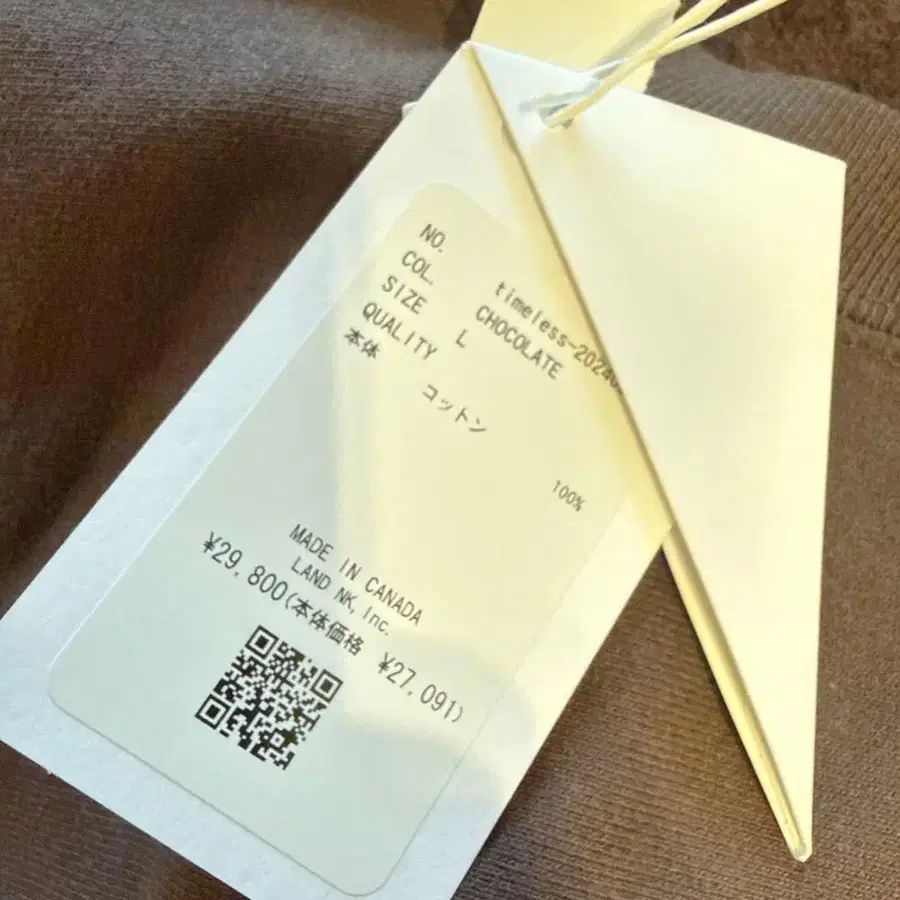 NO. timeless-2024
COL. CHOCOLATE
SIZE L
QUALITY
本体
コットン 100%
MADE IN CANADA
LAND NK, Inc.
¥29,800(本体価格 ¥27,091)